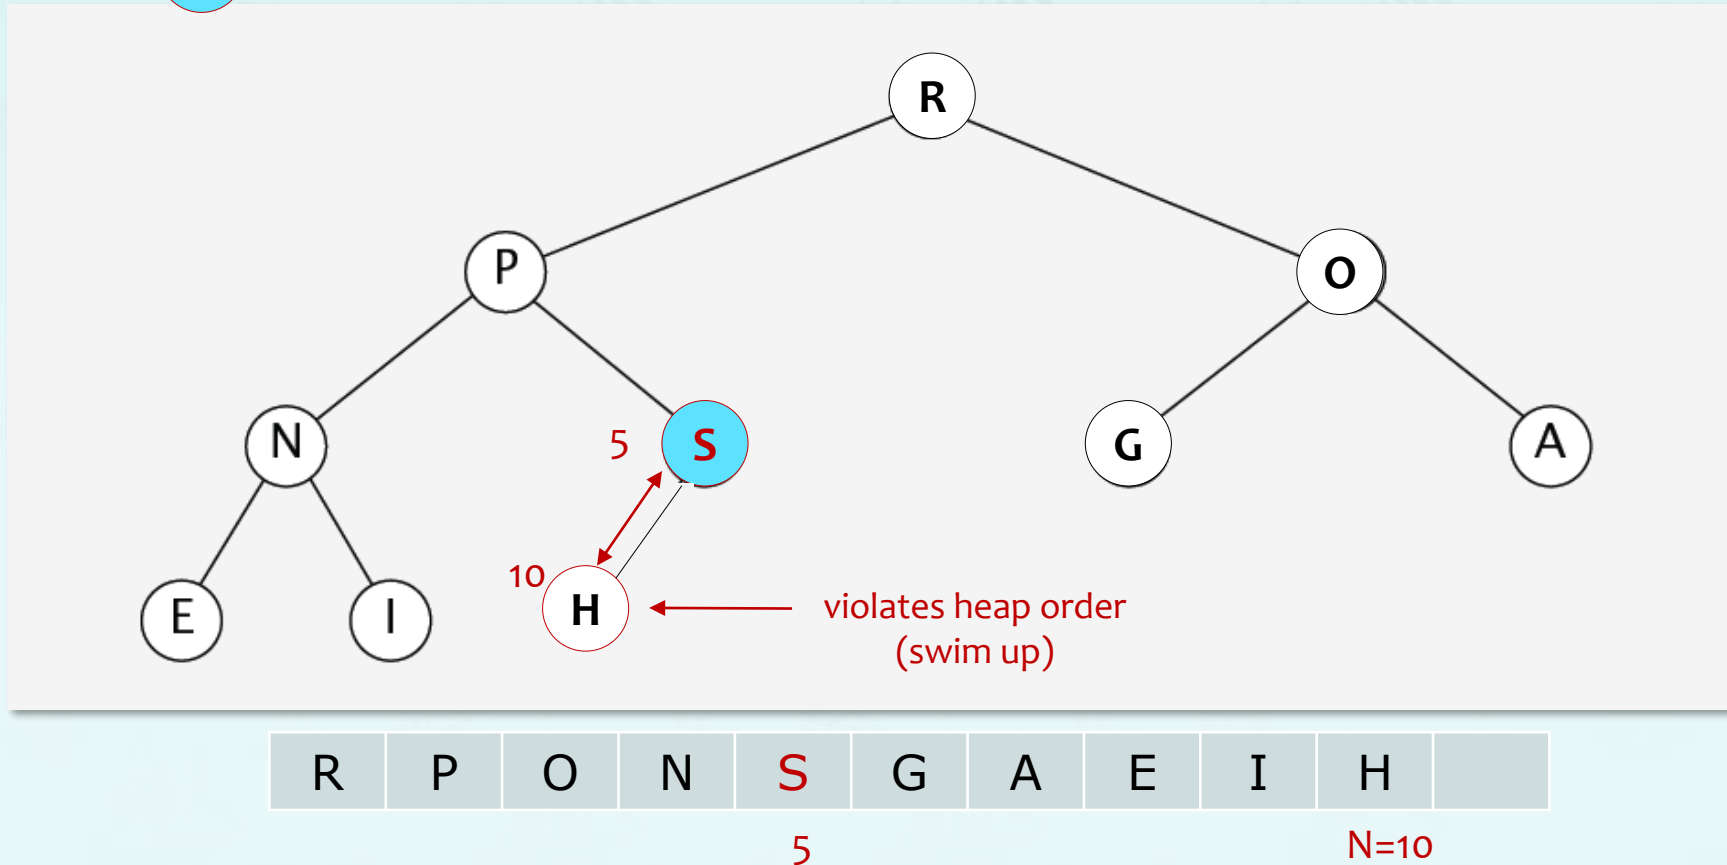 R
P
O
N
5
S
G
A
E
I
10
H
violates heap order
(swim up)
R P O N S G A E I H
5
N=10